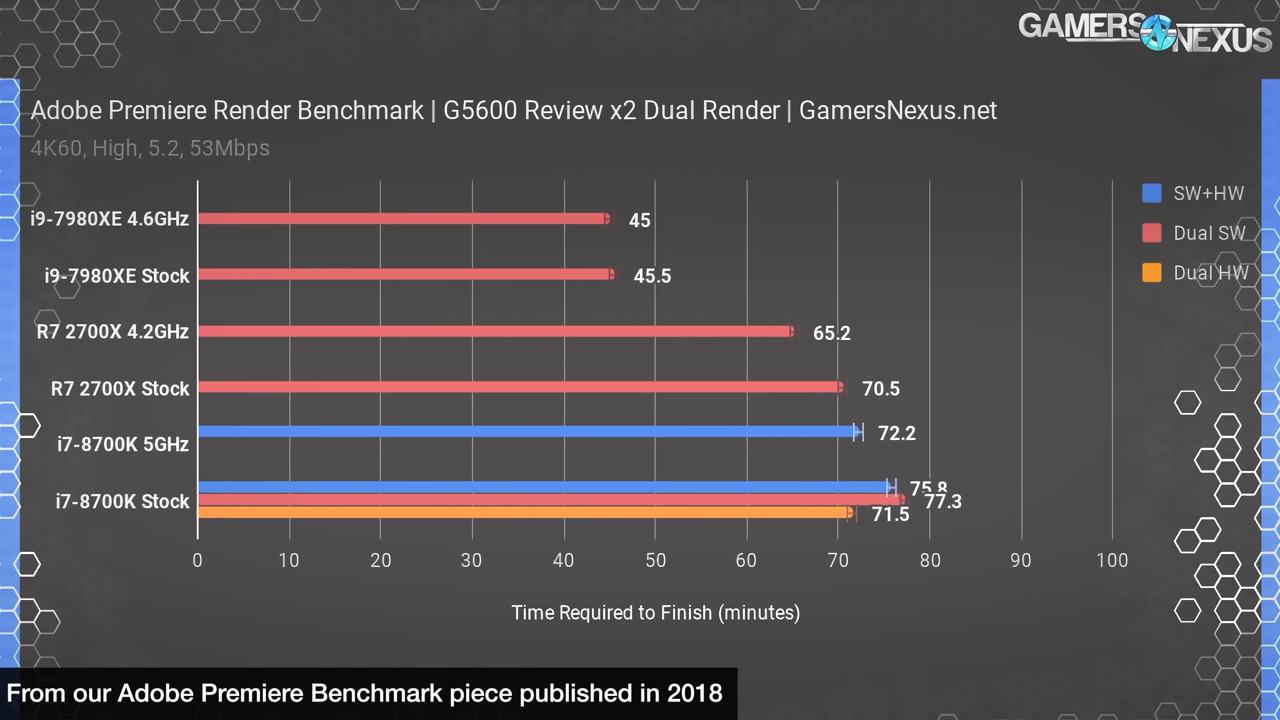 GAMERS NEXUS
Adobe Premiere Render Benchmark | G5600 Review x2 Dual Render | GamersNexus.net
4K60, High, 5.2, 53Mbps
SW+HW
Dual SW
Dual HW
i9-7980XE 4.6GHz 45
i9-7980XE Stock 45.5
R7 2700X 4.2GHz 65.2
R7 2700X Stock 70.5
i7-8700K 5GHz 72.2
i7-8700K Stock 75.8
77.3
71.5
0 10 20 30 40 50 60 70 80 90 100
Time Required to Finish (minutes)
From our Adobe Premiere Benchmark piece published in 2018